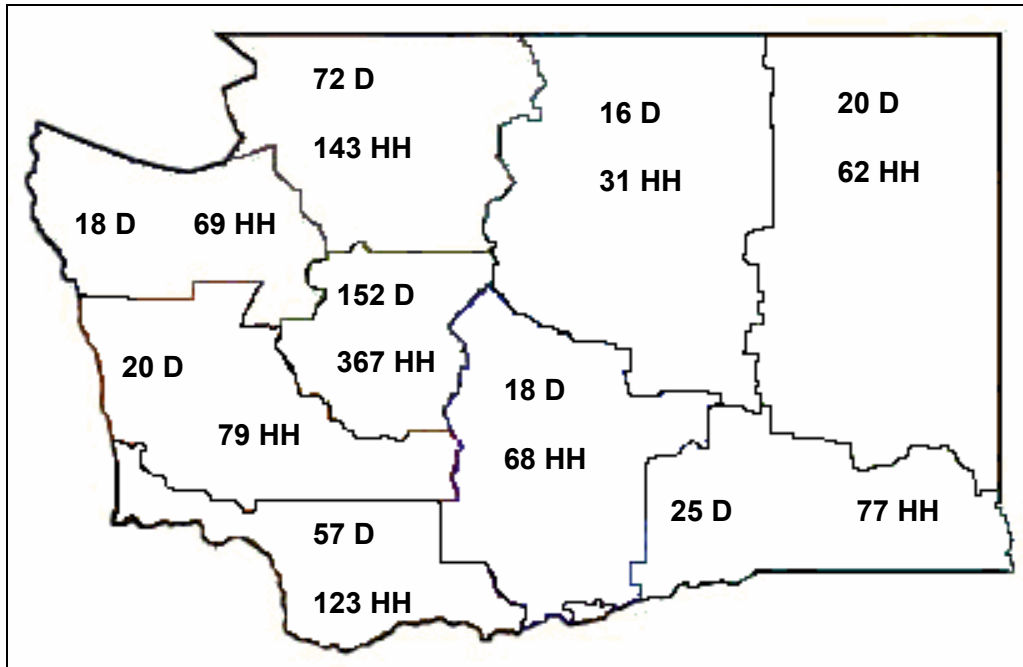 72 D
143 HH
16 D
31 HH
20 D
62 HH
18 D 69 HH
152 D
367 HH
20 D
79 HH
18 D
68 HH
25 D 77 HH
57 D
123 HH